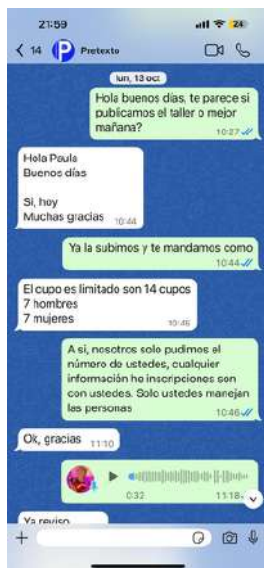 21:59
24
14
P
Pretexto
lun, 13 oct
Hola buenos días, te parece si
publicamos el taller o mejor
mañana?
10:27
Hola Paula
Buenos días
Si, hoy
Muchas gracias
10:44
Ya la subimos y te mandamos como
10:44
El cupo es limitado son 14 cupos
7 hombres
7 mujeres
10:46
A si, nosotros solo pudimos el
número de ustedes, cualquier
información he inscripciones son
con ustedes. Solo ustedes manejan
las personas
10:46
Ok, gracias
11:10
0:32
11:18
Ya reviso